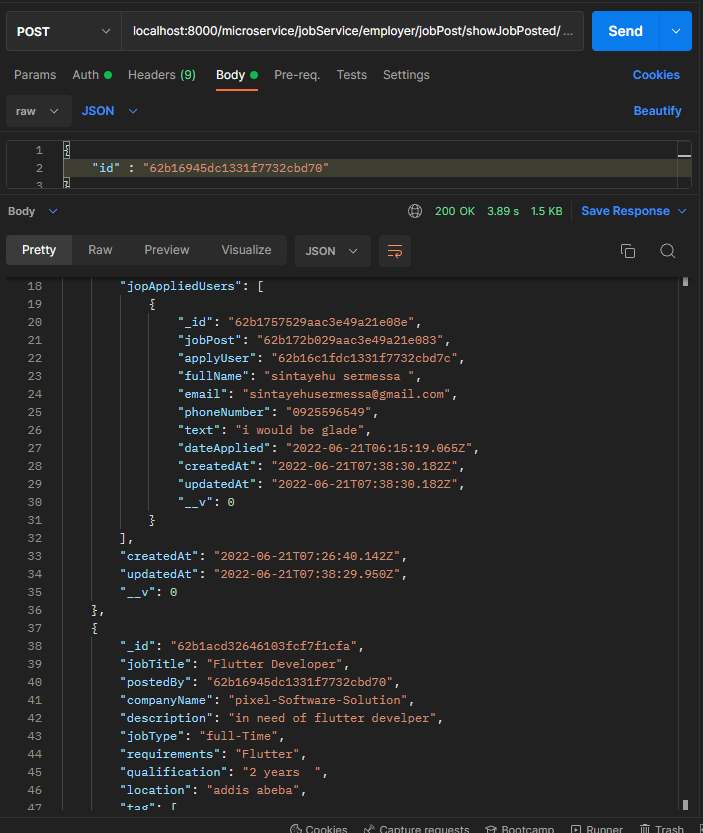 POST localhost:8000/microservice/jobService/employer/jobPost/showJobPosted/ ... Send
Params Auth Headers (9) Body Pre-req. Tests Settings Cookies
raw JSON Beautify
1 {
2 "id" : "62b16945dc1331f7732cbd70"
3 }
Body 200 OK 3.89 s 1.5 KB Save Response
Pretty Raw Preview Visualize JSON
18 "jopAppliedUsers": [
19 {
20 "_id": "62b1757529aac3e49a21e08e",
21 "jobPost": "62b172b029aac3e49a21e083",
22 "applyUser": "62b16c1fdc1331f7732cbd7c",
23 "fullName": "sintayehu sermessa ",
24 "email": "sintayehusermessa@gmail.com",
25 "phoneNumber": "0925596549",
26 "text": "i would be glade",
27 "dateApplied": "2022-06-21T06:15:19.065Z",
28 "createdAt": "2022-06-21T07:38:30.182Z",
29 "updatedAt": "2022-06-21T07:38:30.182Z",
30 "__v": 0
31 }
32 ],
33 "createdAt": "2022-06-21T07:26:40.142Z",
34 "updatedAt": "2022-06-21T07:38:29.950Z",
35 "__v": 0
36 },
37 {
38 "_id": "62b1acd32646103fcf7f1cfa",
39 "jobTitle": "Flutter Developer",
40 "postedBy": "62b16945dc1331f7732cbd70",
41 "companyName": "pixel-Software-Solution",
42 "description": "in need of flutter develper",
43 "jobType": "full-Time",
44 "requirements": "Flutter",
45 "qualification": "2 years  ",
46 "location": "addis abeba",
47 "tag": [
Cookies Capture requests Bootcamp Runner Trash